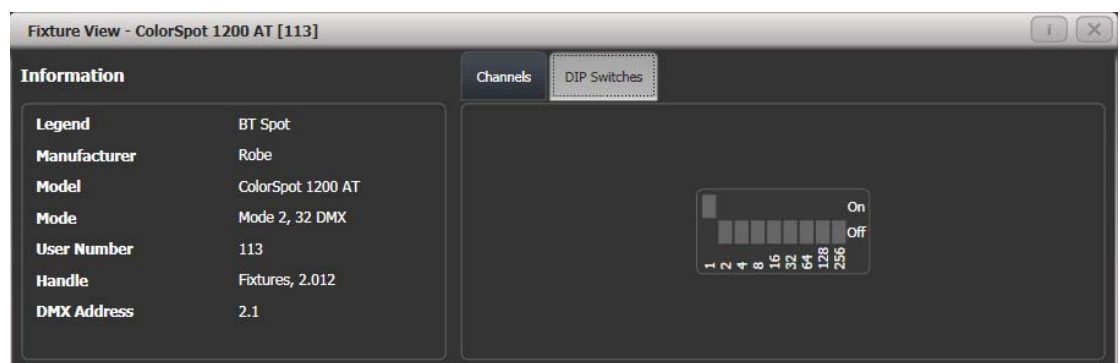 Fixture View - ColorSpot 1200 AT [113]
i
Information
Channels
DIP Switches
Legend BT Spot
Manufacturer Robe
Model ColorSpot 1200 AT
Mode Mode 2, 32 DMX
User Number 113
Handle Fixtures, 2.012
DMX Address 2.1
On
Off
1 2 4 8 16 32 64 128 256